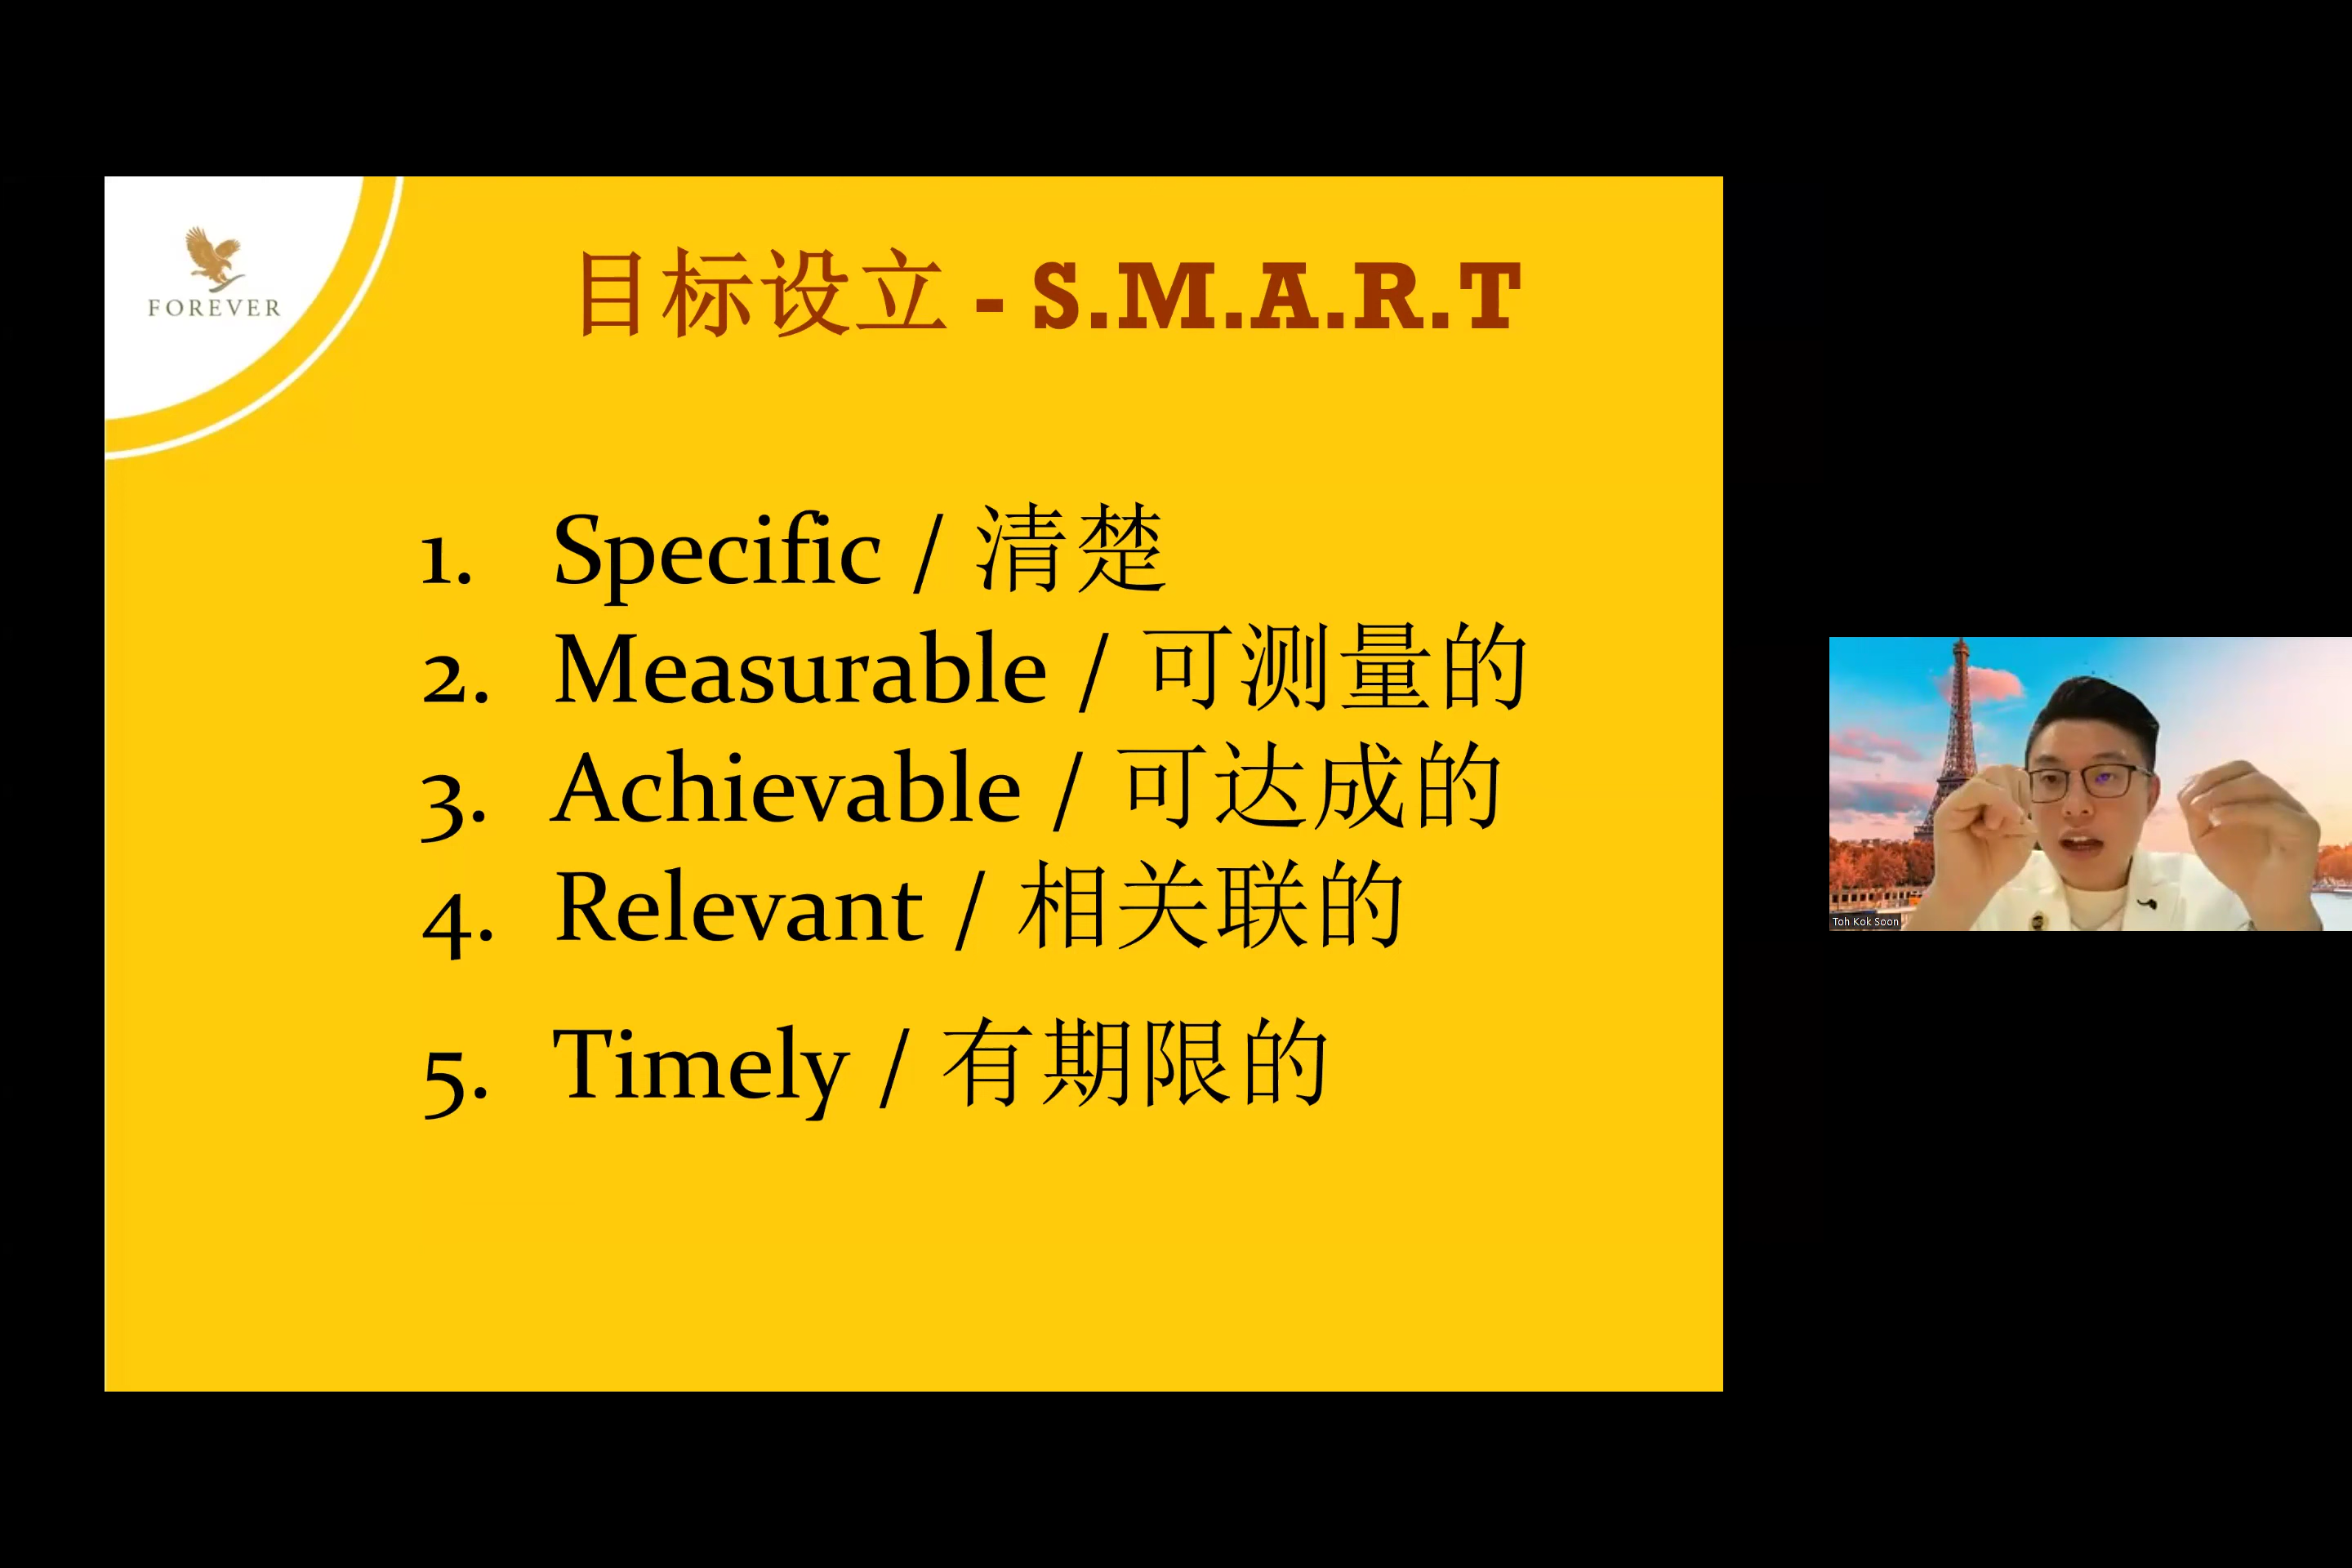 FOREVER
目标设立 - S.M.A.R.T
1. Specific / 清楚
2. Measurable / 可测量的
3. Achievable / 可达成的
4. Relevant / 相关联的
5. Timely / 有期限的
Toh Kok Soon